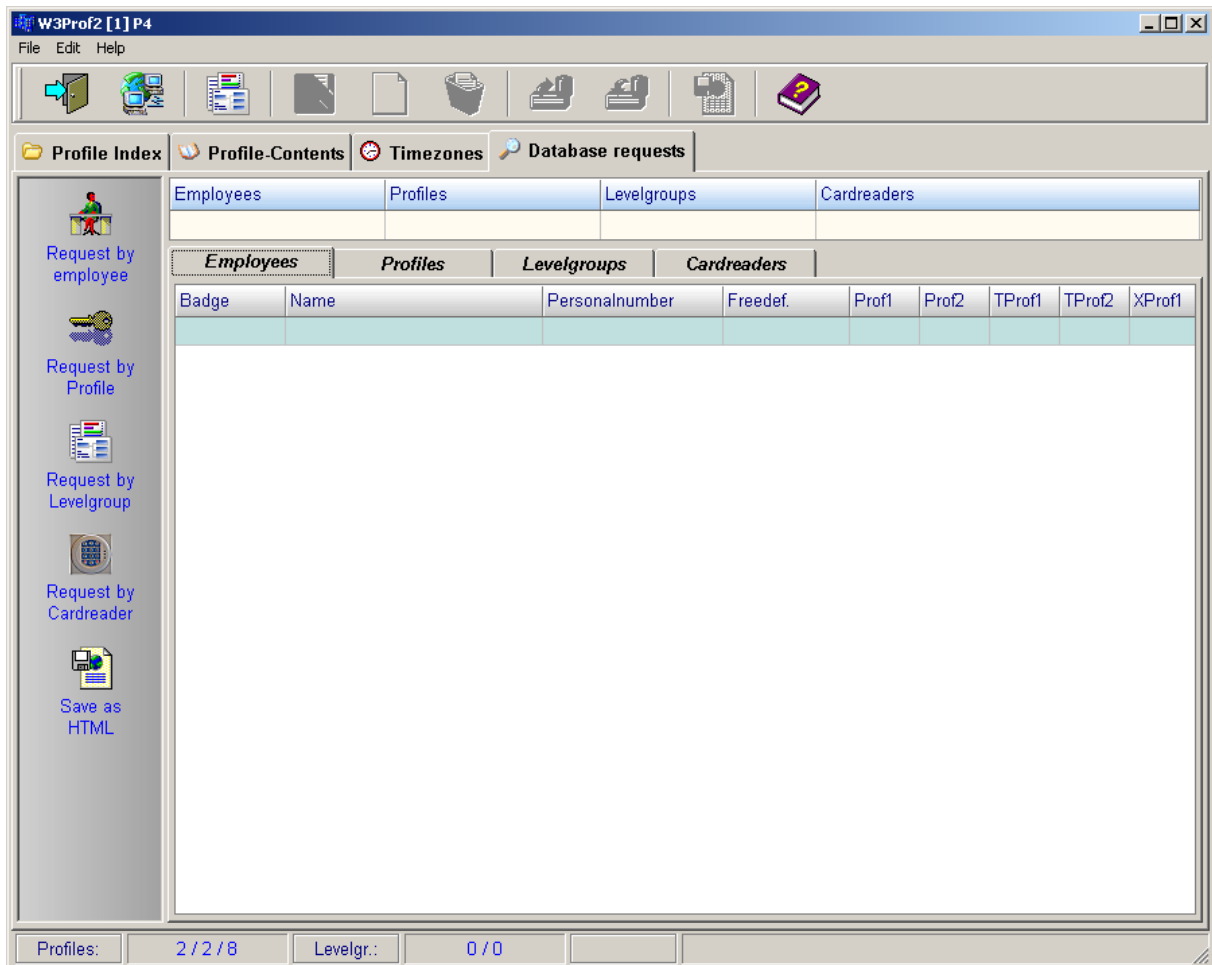 W3Prof2 [1] P4
File Edit Help
Profile Index Profile-Contents Timezones Database requests
Employees Profiles Levelgroups Cardreaders
Request by
employee
Request by
Profile
Request by
Levelgroup
Request by
Cardreader
Save as
HTML
Employees Profiles Levelgroups Cardreaders
Badge Name Personalnumber Freedef. Prof1 Prof2 TProf1 TProf2 XProf1
Profiles: 2 / 2 / 8 Levelgr.: 0 / 0